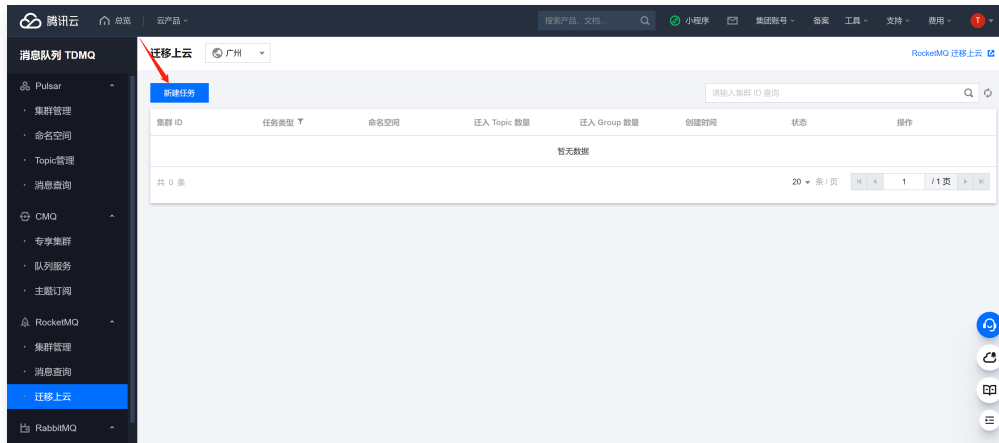 腾讯云 总览 云产品 搜索产品、文档... 小程序 集团账号 备案 工具 支持 费用 T
消息队列 TDMQ
迁移上云 广州 RocketMQ 迁移上云
Pulsar
集群管理
命名空间
Topic管理
消息查询
CMQ
专享集群
队列服务
主题订阅
RocketMQ
集群管理
消息查询
迁移上云
RabbitMQ
新建任务 请输入集群 ID 查询
集群 ID 任务类型 命名空间 迁入 Topic 数量 迁入 Group 数量 创建时间 状态 操作
暂无数据
共 0 条 20 条 / 页 1 / 1 页